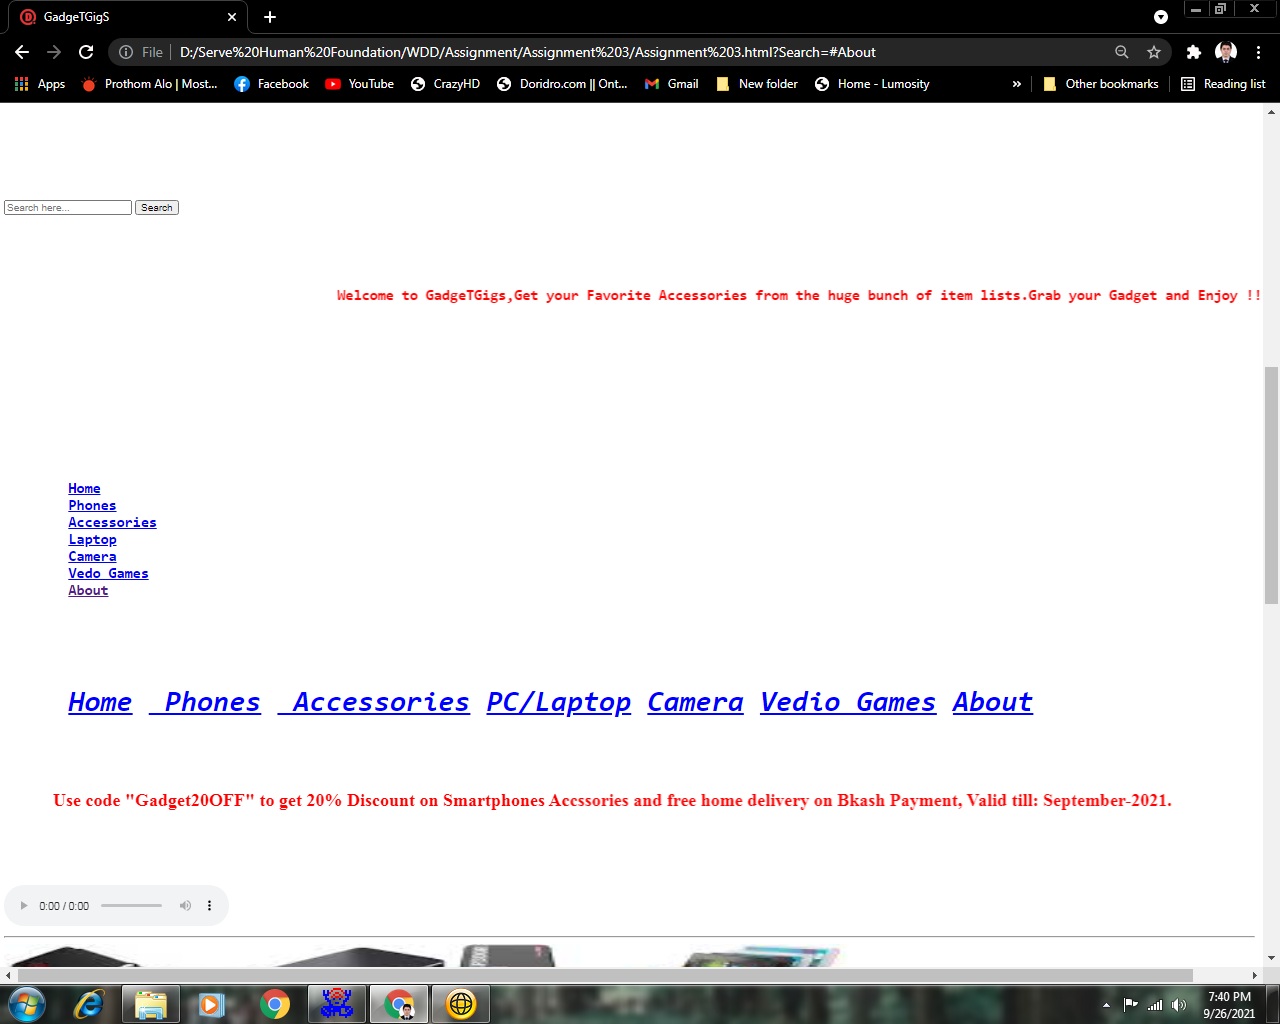 GadgeTGigS
File D:/Serve%20Human%20Foundation/WDD/Assignment/Assignment%203/Assignment%203.html?Search=#About
Apps Prothom Alo | Most... Facebook YouTube CrazyHD Doridro.com || Ont... Gmail New folder Home - Lumosity » Other bookmarks Reading list
Search here... Search
Welcome to GadgeTGigs,Get your Favorite Accessories from the huge bunch of item lists.Grab your Gadget and Enjoy !!
Home
Phones
Accessories
Laptop
Camera
Vedo Games
About
Home Phones Accessories PC/Laptop Camera Vedio Games About
Use code "Gadget20OFF" to get 20% Discount on Smartphones Accssories and free home delivery on Bkash Payment, Valid till: September-2021.
0:00 / 0:00
7:40 PM
9/26/2021